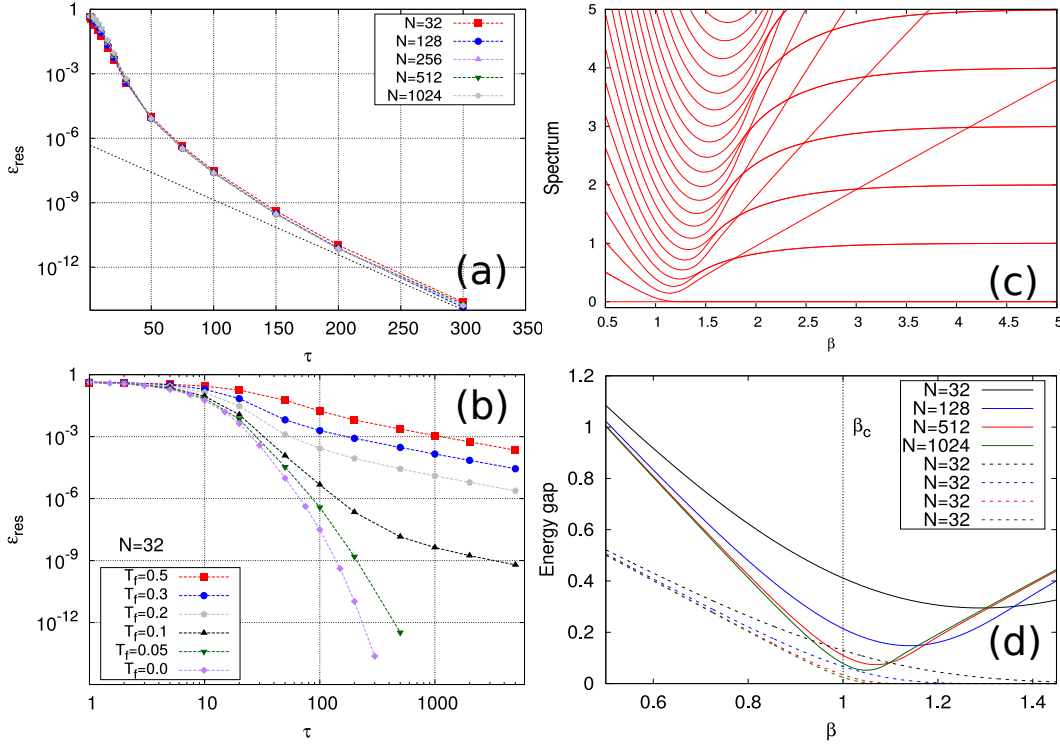 1
10⁻³
10⁻⁶
10⁻⁹
10⁻¹²
ε_res
50 100 150 200 250 300 350
τ
N=32
N=128
N=256
N=512
N=1024
(a)
5
4
3
2
1
0
Spectrum
0.5 1 1.5 2 2.5 3 3.5 4 4.5 5
β
(c)
1
10⁻³
10⁻⁶
10⁻⁹
10⁻¹²
ε_res
1 10 100 1000
τ
(b)
N=32
T_f=0.5
T_f=0.3
T_f=0.2
T_f=0.1
T_f=0.05
T_f=0.0
1.2
1
0.8
0.6
0.4
0.2
0
Energy gap
0.6 0.8 1 1.2 1.4
β
β_c
N=32
N=128
N=512
N=1024
N=32
N=32
N=32
N=32
(d)